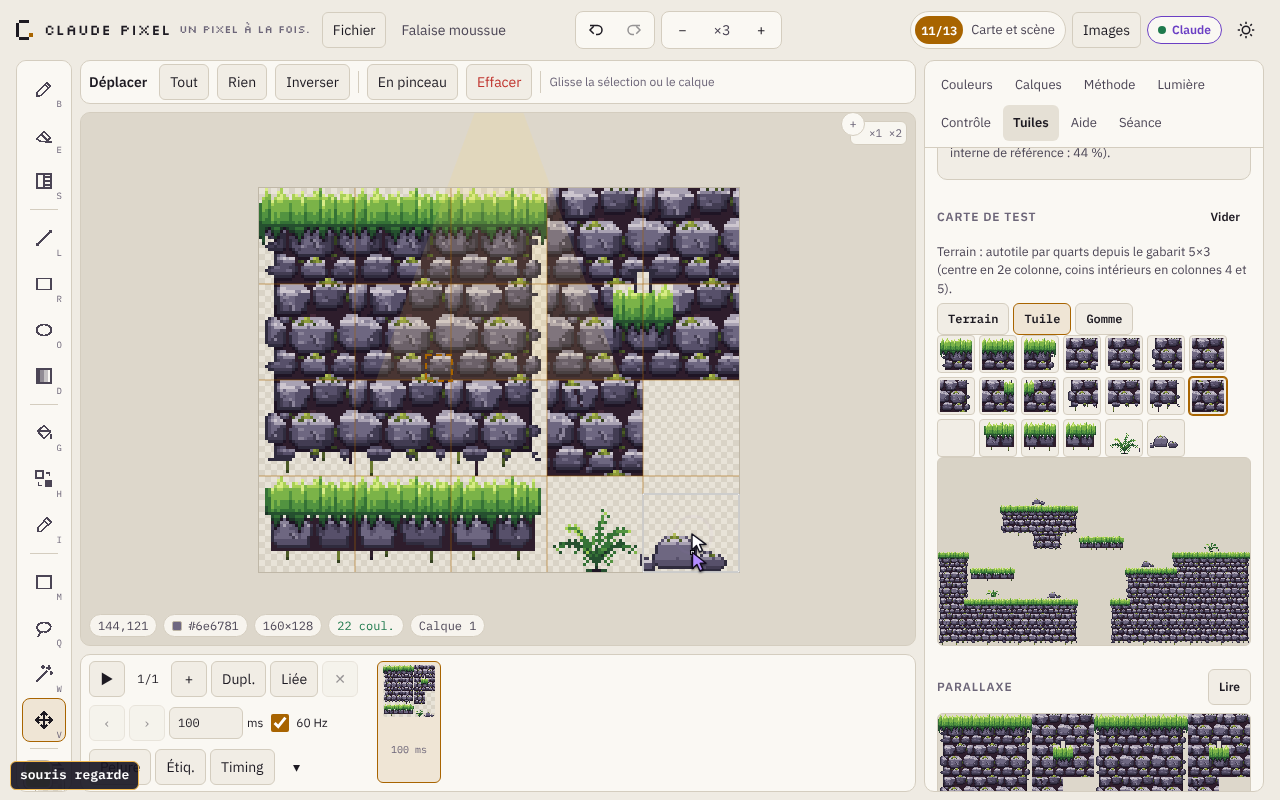 CLAUDE PIXEL UN PIXEL À LA FOIS. Fichier Falaise moussue − ×3 + 11/13 Carte et scène Images Claude
Déplacer Tout Rien Inverser En pinceau Effacer Glisse la sélection ou le calque
B
E
S
L
R
O
D
G
H
I
M
Q
W
V
+ ×1 ×2
144,121 #6e6781 160×128 22 coul. Calque 1
1/1 + Dupl. Liée ✕
‹ › 100 ms 60 Hz
Étiq. Timing ▼
100 ms
souris regarde
Couleurs Calques Méthode Lumière
Contrôle Tuiles Aide Séance
interne de référence : 44 %).
CARTE DE TEST Vider
Terrain : autotile par quarts depuis le gabarit 5×3
(centre en 2e colonne, coins intérieurs en colonnes 4 et
5).
Terrain Tuile Gomme
PARALLAXE Lire